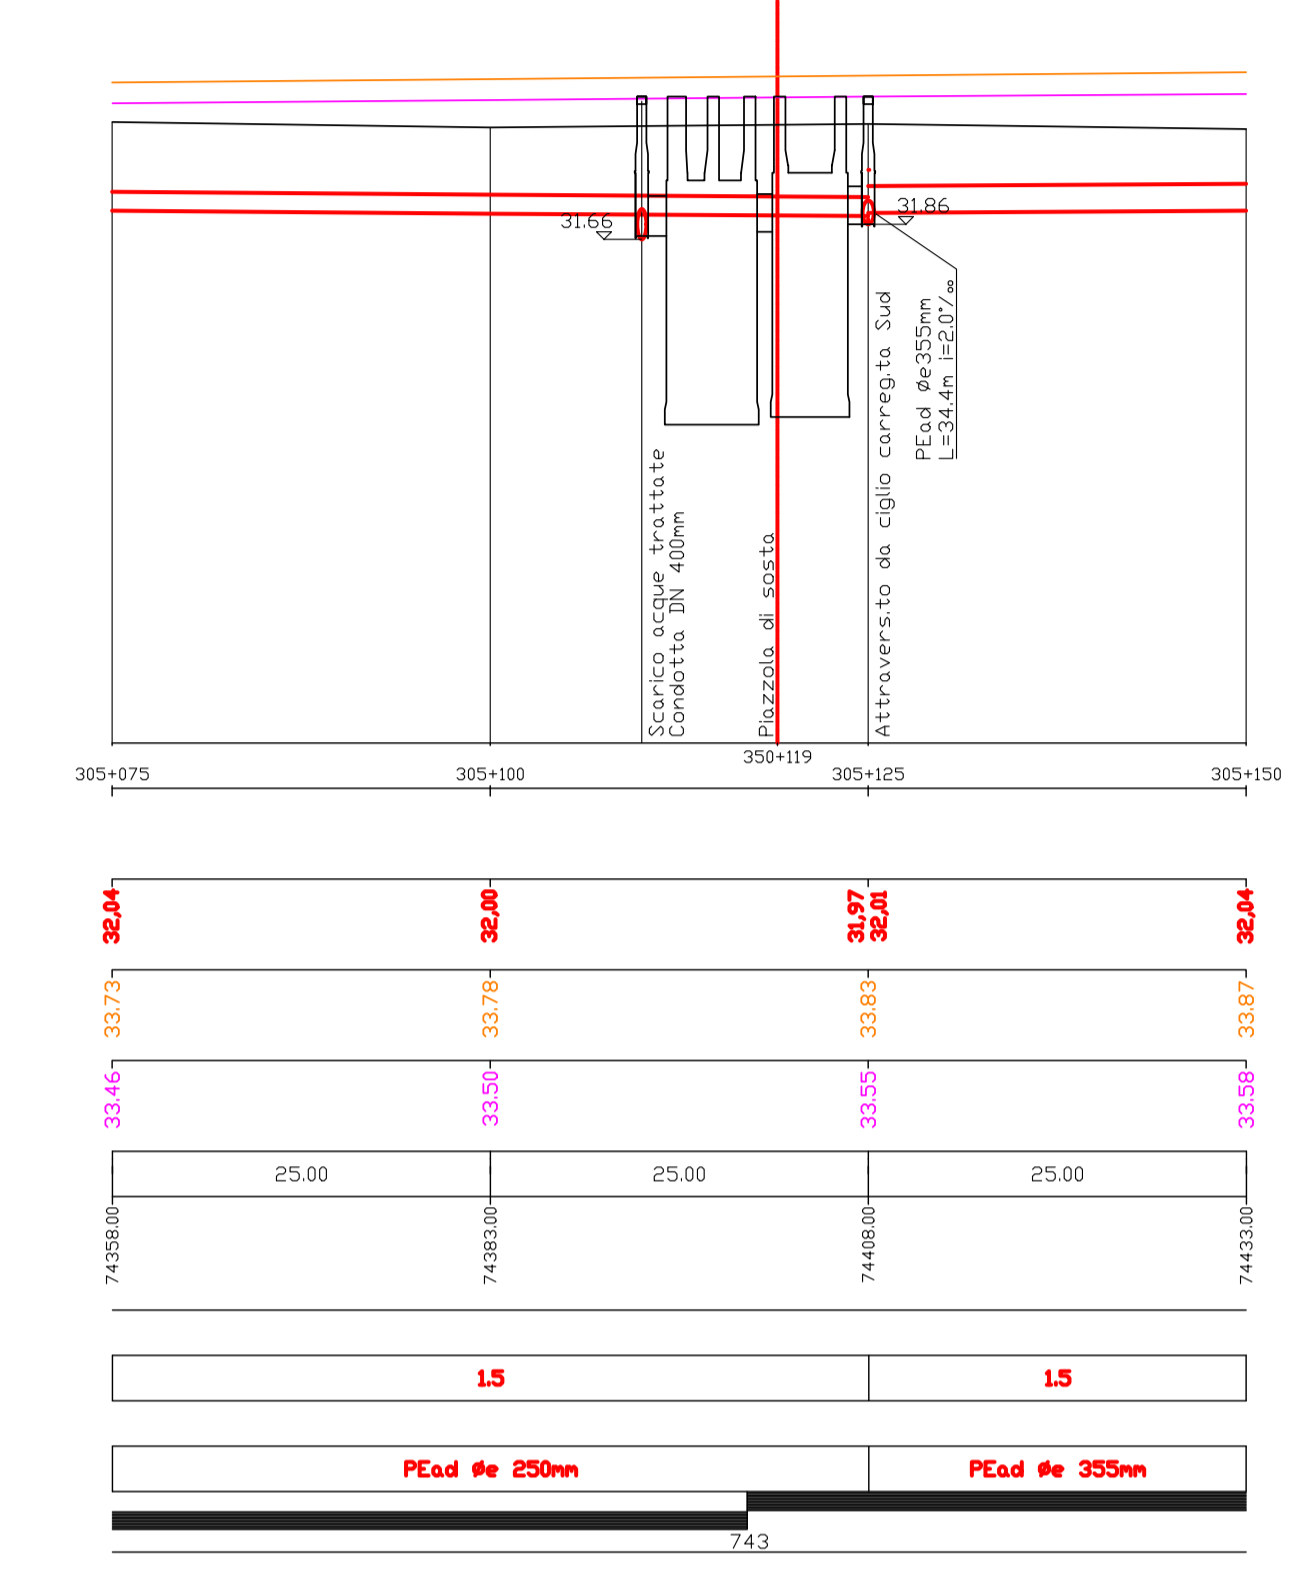 31.66
31.86
Scarico acque trattate
Condotta DN 400mm
Piazzola di sosta
Attravers.to da ciglio carreg.ta Sud
PEad Øe355mm
L=34.4m i=2.0°/∞
350+119
305+075 305+100 305+125 305+150
32,04 32,00 31,97 32,01 32,04
33.73 33.78 33.83 33.87
33.46 33.50 33.55 33.58
25.00 25.00 25.00
74358.00 74383.00 74408.00 74433.00
1.5 1.5
PEad Øe 250mm PEad Øe 355mm
743